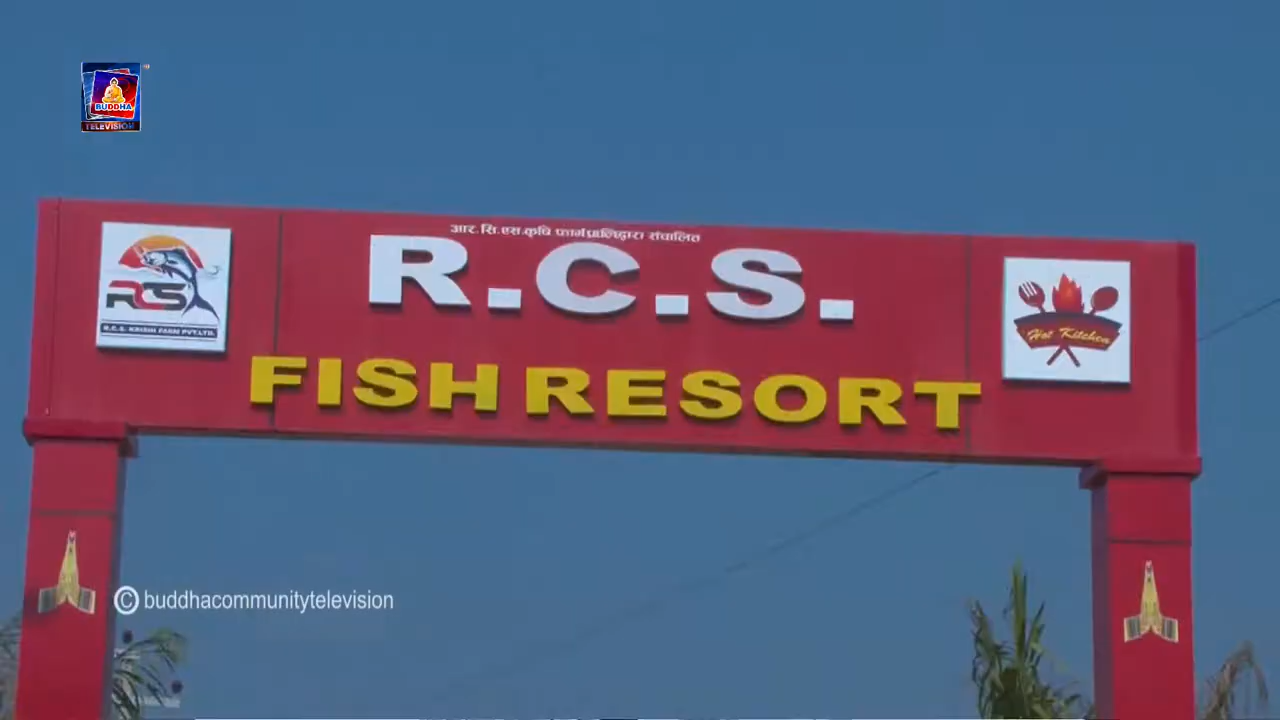 BUDDHA
TELEVISION
आर.सि.एस.कृषि फार्म प्रा.लि.द्वारा संचालित
R.C.S.
FISH RESORT
RCS
R.C.S. KRISHI FARM PVT.LTD.
Hot Kitchen
© buddhacommunitytelevision